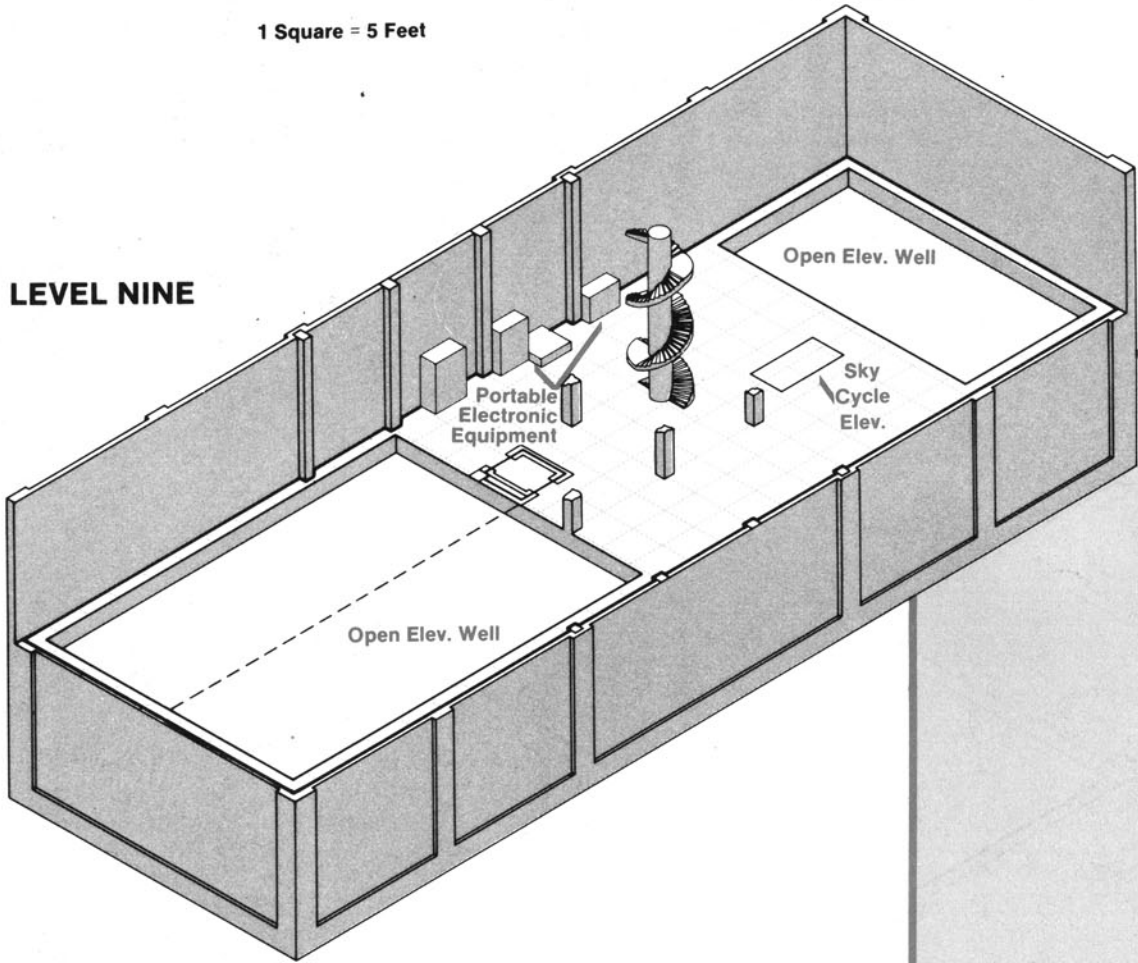 1 Square = 5 Feet
LEVEL NINE
Open Elev. Well
Portable
Electronic
Equipment
Sky
Cycle
Elev.
Open Elev. Well